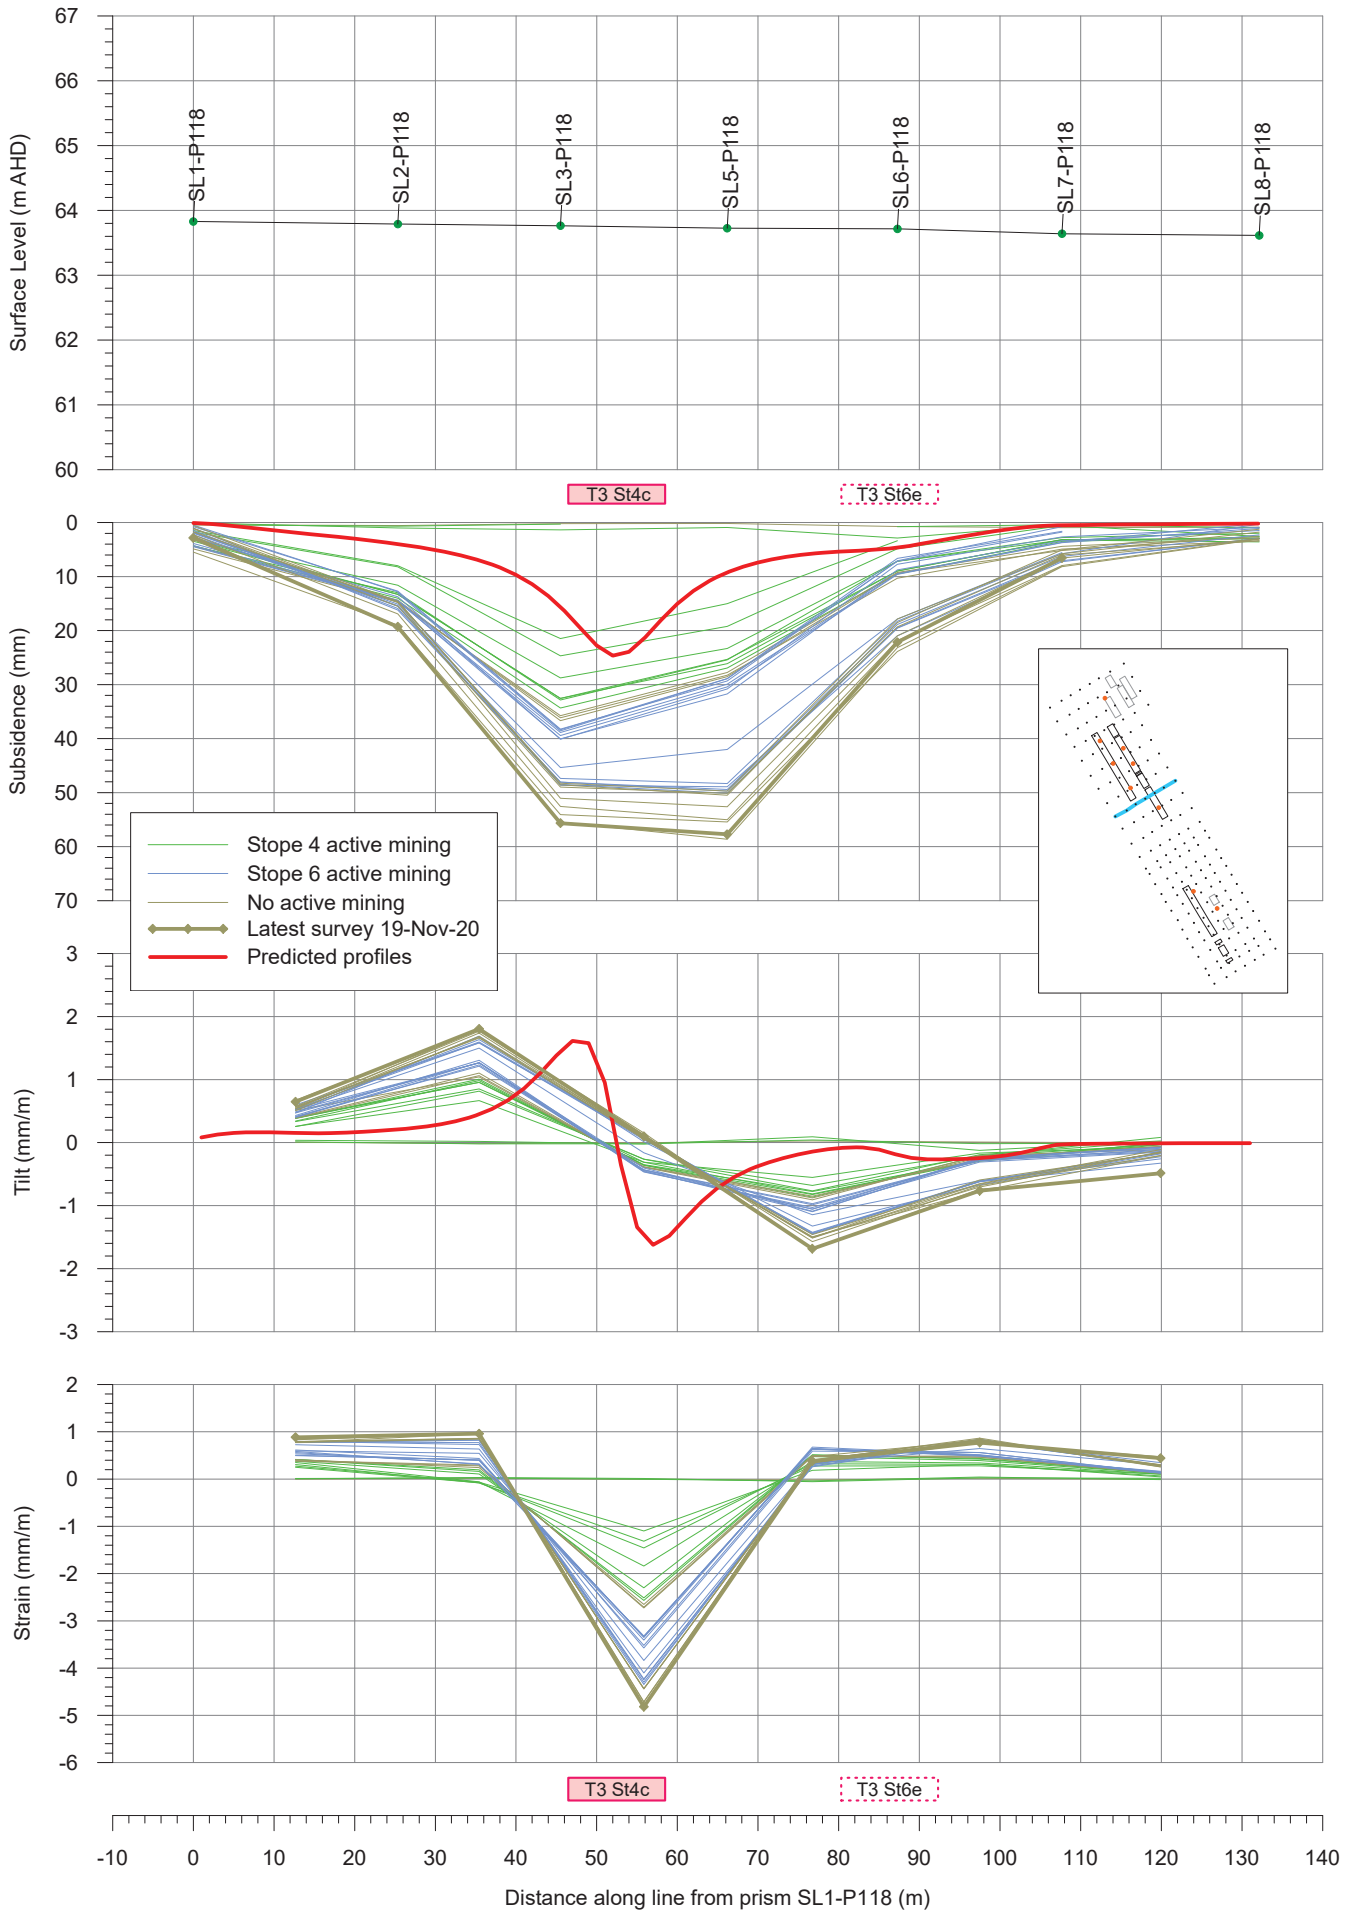 67
66
65
64
63
62
61
60
Surface Level (m AHD)
SL1-P118
SL2-P118
SL3-P118
SL5-P118
SL6-P118
SL7-P118
SL8-P118
T3 St4c
T3 St6e
0
10
20
30
40
50
60
70
Subsidence (mm)
Stope 4 active mining
Stope 6 active mining
No active mining
Latest survey 19-Nov-20
Predicted profiles
3
2
1
0
-1
-2
-3
Tilt (mm/m)
2
1
0
-1
-2
-3
-4
-5
-6
Strain (mm/m)
T3 St4c
T3 St6e
-10 0 10 20 30 40 50 60 70 80 90 100 110 120 130 140
Distance along line from prism SL1-P118 (m)